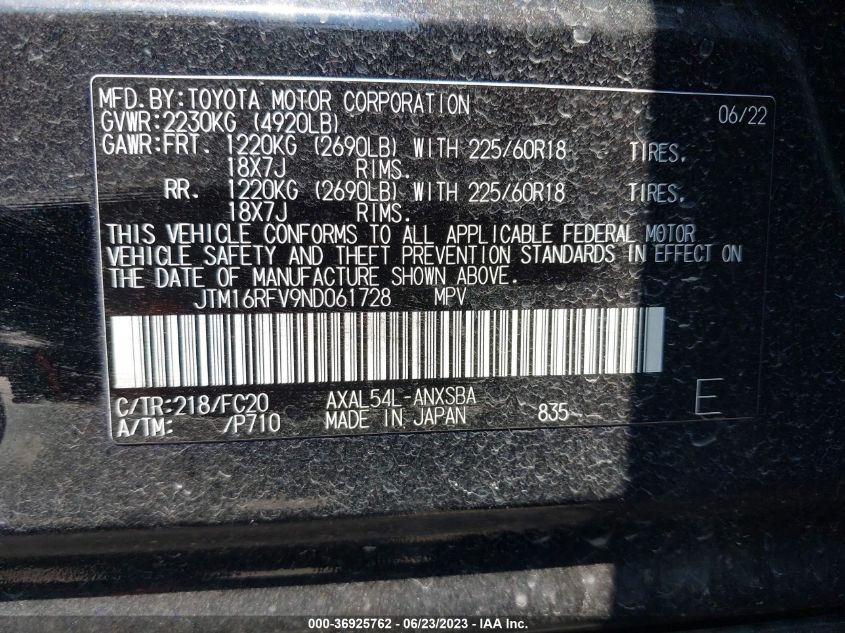 MFD.BY:TOYOTA MOTOR CORPORATION 06/22
GVWR:2230KG (4920LB)
GAWR:FRT. 1220KG (2690LB) WITH 225/60R18 TIRES,
18X7J RIMS.
RR. 1220KG (2690LB) WITH 225/60R18 TIRES,
18X7J RIMS.
THIS VEHICLE CONFORMS TO ALL APPLICABLE FEDERAL MOTOR
VEHICLE SAFETY AND THEFT PREVENTION STANDARDS IN EFFECT ON
THE DATE OF MANUFACTURE SHOWN ABOVE.
JTM16RFV9ND061728 MPV
C/TR:218/FC20 AXAL54L-ANXSBA E
A/TM: /P710 MADE IN JAPAN 835
000-36925762 - 06/23/2023 - © IAA Inc.